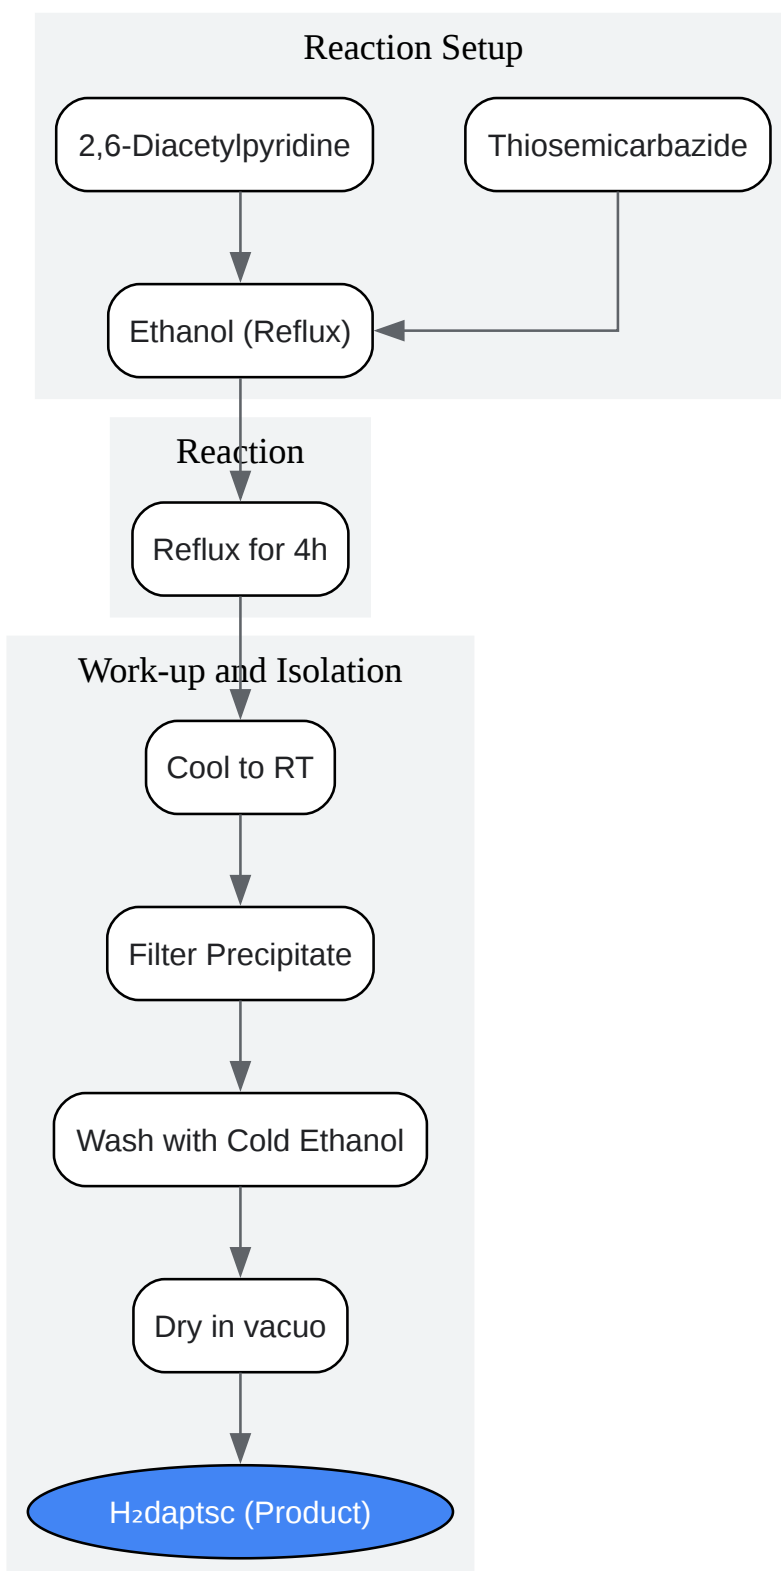 Reaction Setup
2,6-Diacetylpyridine
Thiosemicarbazide
Ethanol (Reflux)
Reaction
Reflux for 4h
Work-up and Isolation
Cool to RT
Filter Precipitate
Wash with Cold Ethanol
Dry in vacuo
H₂daptsc (Product)